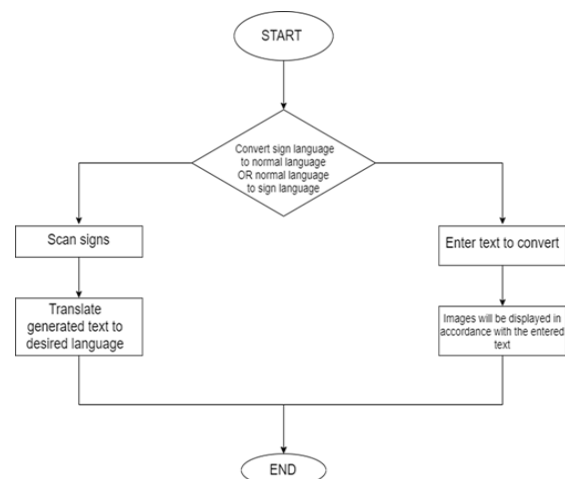 START
Convert sign language
to normal language
OR normal language
to sign language
Scan signs
Translate
generated text to
desired language
Enter text to convert
Images will be displayed in
accordance with the entered
text
END